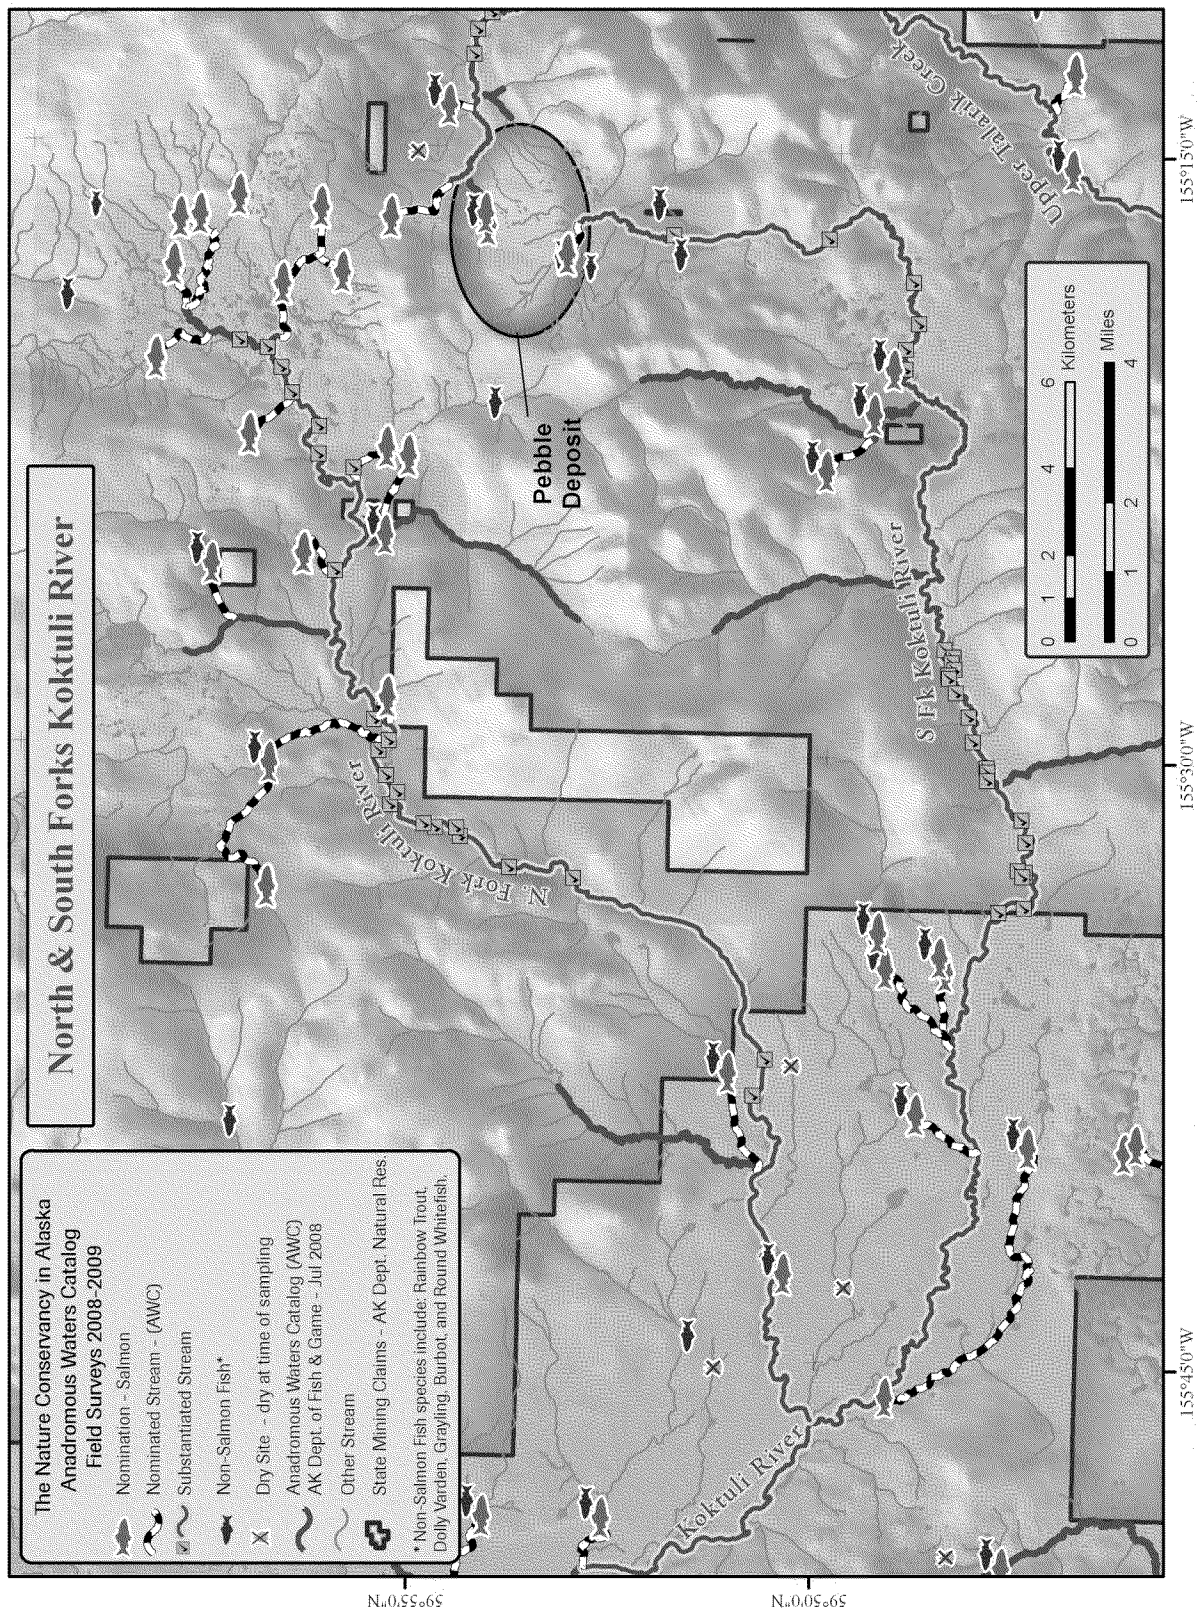 North & South Forks Koktuli River
The Nature Conservancy in Alaska
Anadromous Waters Catalog
Field Surveys 2008-2009
Nomination - Salmon
Nominated Stream - (AWC)
Substantiated Stream
Non-Salmon Fish*
Dry Site - dry at time of sampling
Anadromous Waters Catalog (AWC)
AK Dept. of Fish & Game - Jul 2008
Other Stream
State Mining Claims - AK Dept. Natural Res.
* Non-Salmon Fish species include: Rainbow Trout,
Dolly Varden, Grayling, Burbot, and Round Whitefish.
Pebble
Deposit
N. Fork Koktuli River
S Fk Koktuli River
Koktuli River
Upper Talarik Creek
0 1 2 4 6
Kilometers
Miles
0 1 2 4
59°55'0"N
59°50'0"N
155°45'0"W
155°30'0"W
155°15'0"W